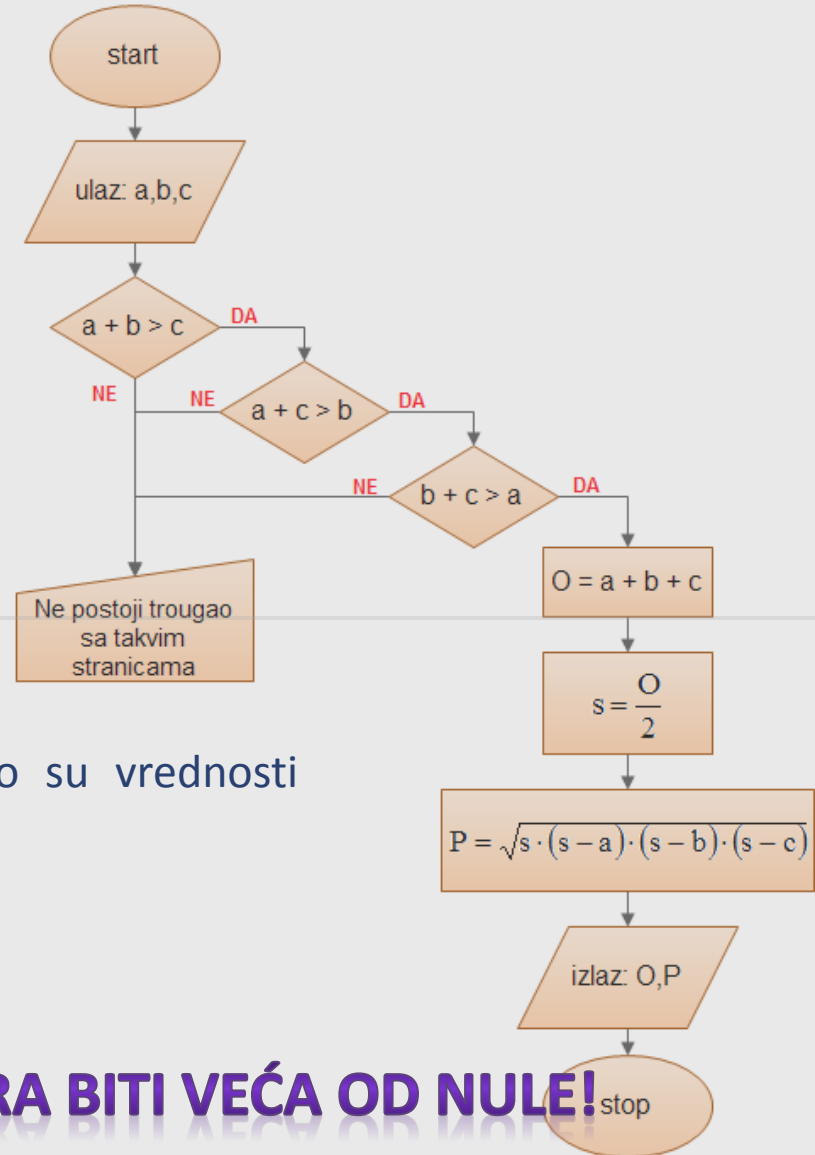 start
ulaz: a,b,c
a + b > c
DA
NE
NE
a + c > b
DA
NE
b + c > a
DA
O = a + b + c
Ne postoji trougao
sa takvim
stranicama
s = O/2
su vrednosti
P = √s · (s − a) · (s − b) · (s − c)
izlaz: O,P
BITI VEĆA OD NULE!
stop